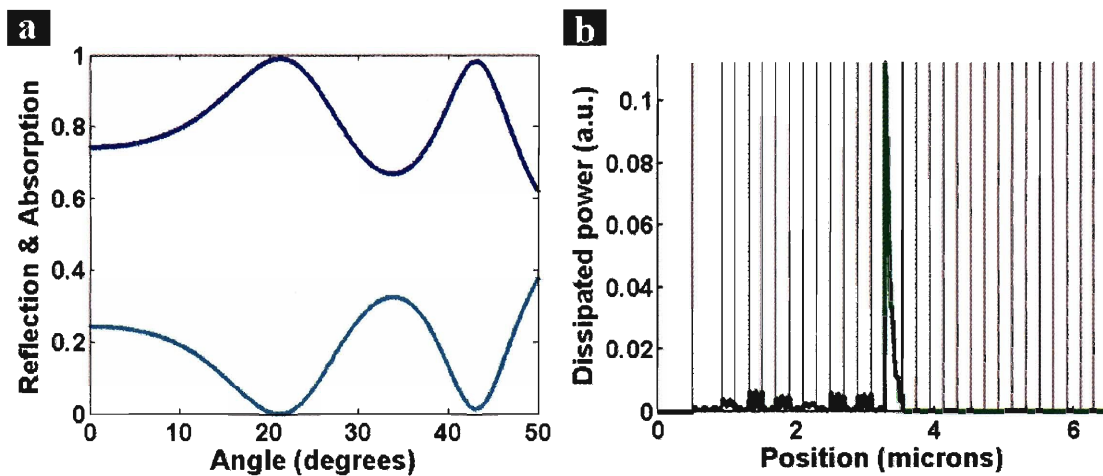 a
Reflection & Absorption
1
0.8
0.6
0.4
0.2
0
0 10 20 30 40 50
Angle (degrees)
b
Dissipated power (a.u.)
0.1
0.08
0.06
0.04
0.02
0
0 2 4 6
Position (microns)